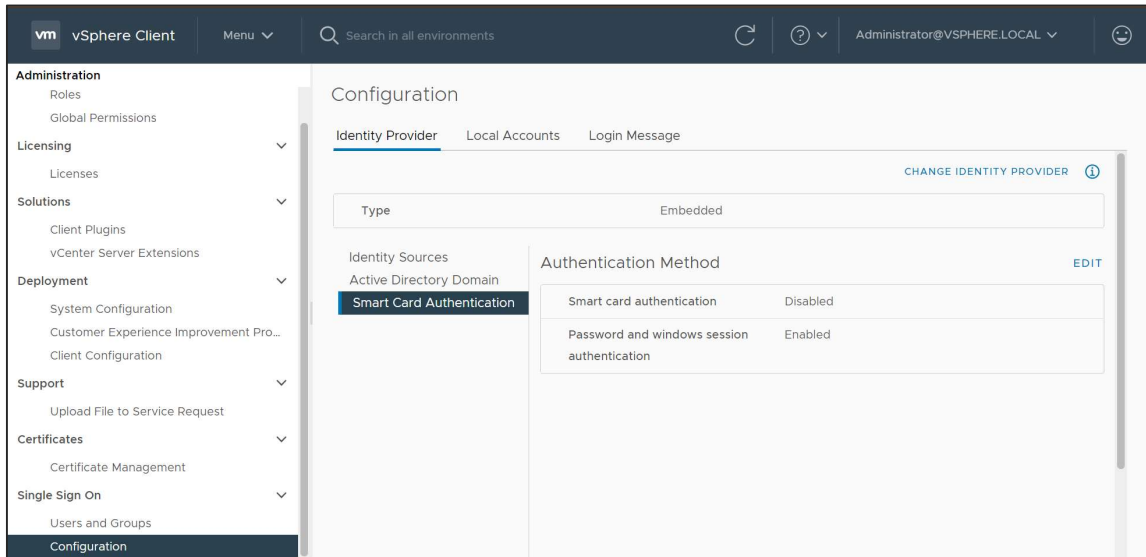 vm vSphere Client Menu Search in all environments ? Administrator@VSPHERE.LOCAL
Administration
Roles
Global Permissions
Licensing
Licenses
Solutions
Client Plugins
vCenter Server Extensions
Deployment
System Configuration
Customer Experience Improvement Pro...
Client Configuration
Support
Upload File to Service Request
Certificates
Certificate Management
Single Sign On
Users and Groups
Configuration
Configuration
Identity Provider Local Accounts Login Message
CHANGE IDENTITY PROVIDER i
Type Embedded
Identity Sources
Active Directory Domain
Smart Card Authentication
Authentication Method EDIT
Smart card authentication Disabled
Password and windows session Enabled
authentication